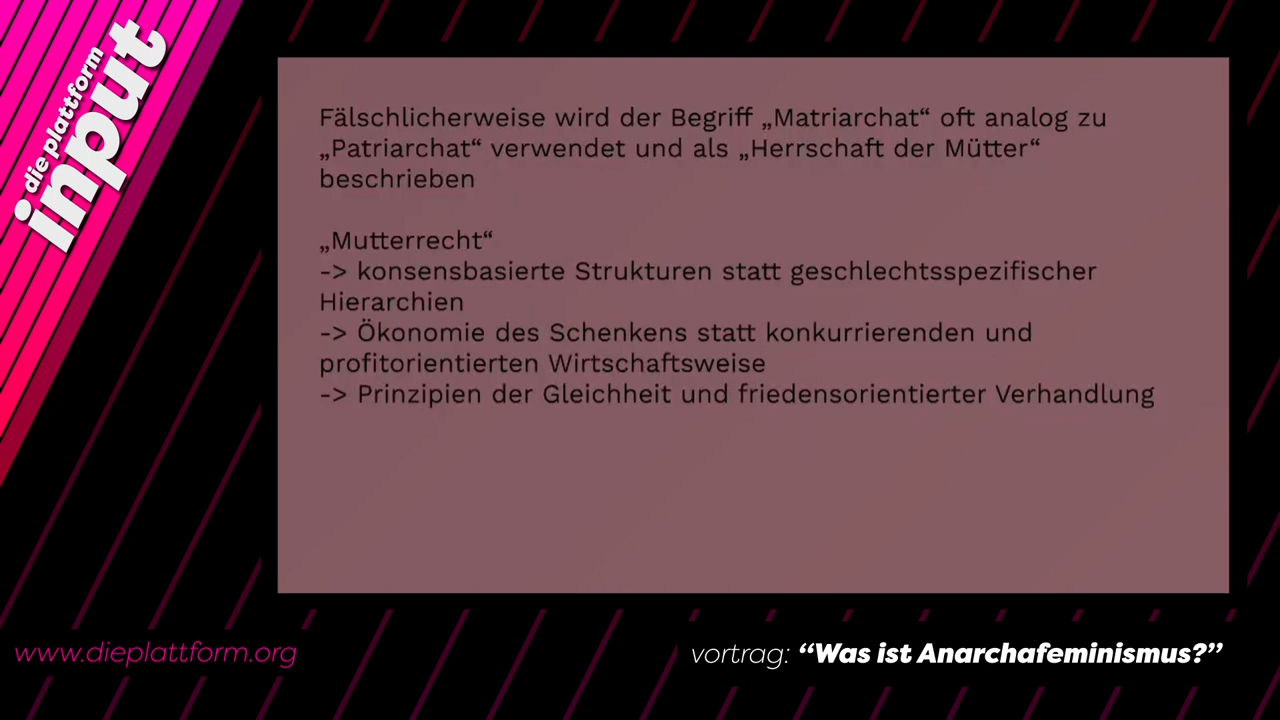 die plattform
input
Fälschlicherweise wird der Begriff „Matriarchat“ oft analog zu
„Patriarchat“ verwendet und als „Herrschaft der Mütter“
beschrieben
„Mutterrecht“
-> konsensbasierte Strukturen statt geschlechtsspezifischer
Hierarchien
-> Ökonomie des Schenkens statt konkurrierenden und
profitorientierten Wirtschaftsweise
-> Prinzipien der Gleichheit und friedensorientierter Verhandlung
www.dieplattform.org
vortrag: “Was ist Anarchafeminismus?”